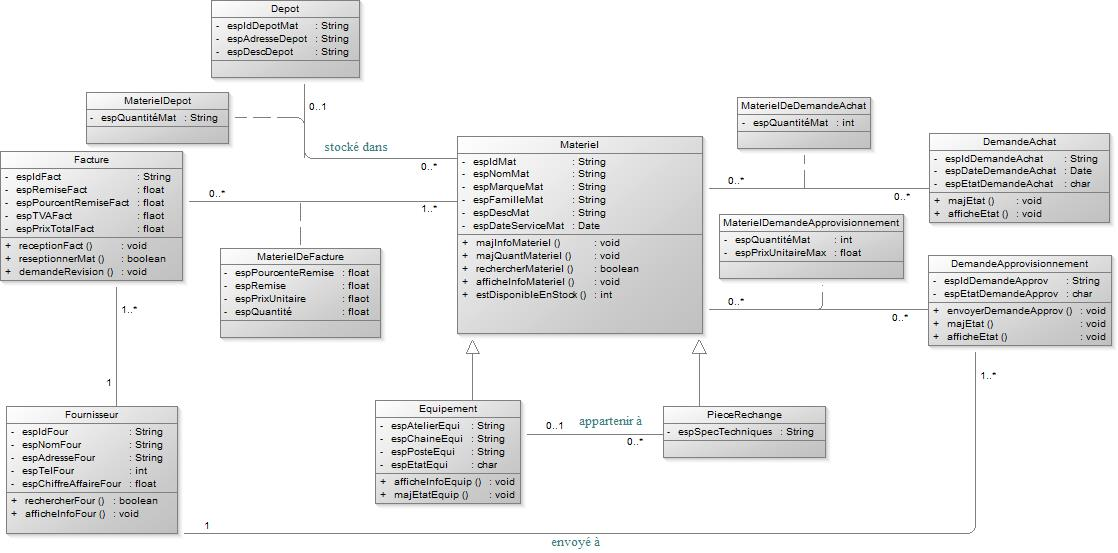 Depot
- espIdDepotMat : String
- espAdresseDepot : String
- espDescDepot : String
MaterielDepot
- espQuantitéMat : String
0..1
stocké dans
0..*
Materiel
- espIdMat : String
- espNomMat : String
- espMarqueMat : String
- espFamilleMat : String
- espDescMat : String
- espDateServiceMat : Date
+ majInfoMateriel () : void
+ majQuantMateriel () : void
+ rechercherMateriel () : boolean
+ afficheInfoMateriel () : void
+ estDisponibleEnStock () : int
MaterielDeDemandeAchat
- espQuantitéMat : int
0..*
0..*
DemandeAchat
- espIdDemandeAchat : String
- espDateDemandeAchat : Date
- espEtatDemandeAchat : char
+ majEtat () : void
+ afficheEtat () : void
Facture
- espIdFact : String
- espRemiseFact : float
- espPourcentRemiseFact : float
- espTVAFact : flaot
- espPrixTotalFact : float
+ receptionFact () : void
+ reseptionnerMat () : boolean
+ demandeRevision () : void
0..*
1..*
MaterielDeFacture
- espPourcenteRemise : float
- espRemise : float
- espPrixUnitaire : flaot
- espQuantité : float
MaterielDemandeApprovisionnement
- espQuantitéMat : int
- espPrixUnitaireMax : float
0..*
0..*
DemandeApprovisionnement
- espIdDemandeApprov : String
- espEtatDemandeApprov : char
+ envoyerDemandeApprov () : void
+ majEtat () : void
+ afficheEtat () : void
1..*
1
Fournisseur
- espIdFour : String
- espNomFour : String
- espAdresseFour : String
- espTelFour : int
- espChiffreAffaireFour : float
+ rechercherFour () : boolean
+ afficheInfoFour () : void
Equipement
- espAtelierEqui : String
- espChaineEqui : String
- espPosteEqui : String
- espEtatEqui : char
+ afficheInfoEquip () : void
+ majEtatEquip () : void
0..1
appartenir à
0..*
PieceRechange
- espSpecTechniques : String
1..*
1
envoyé à